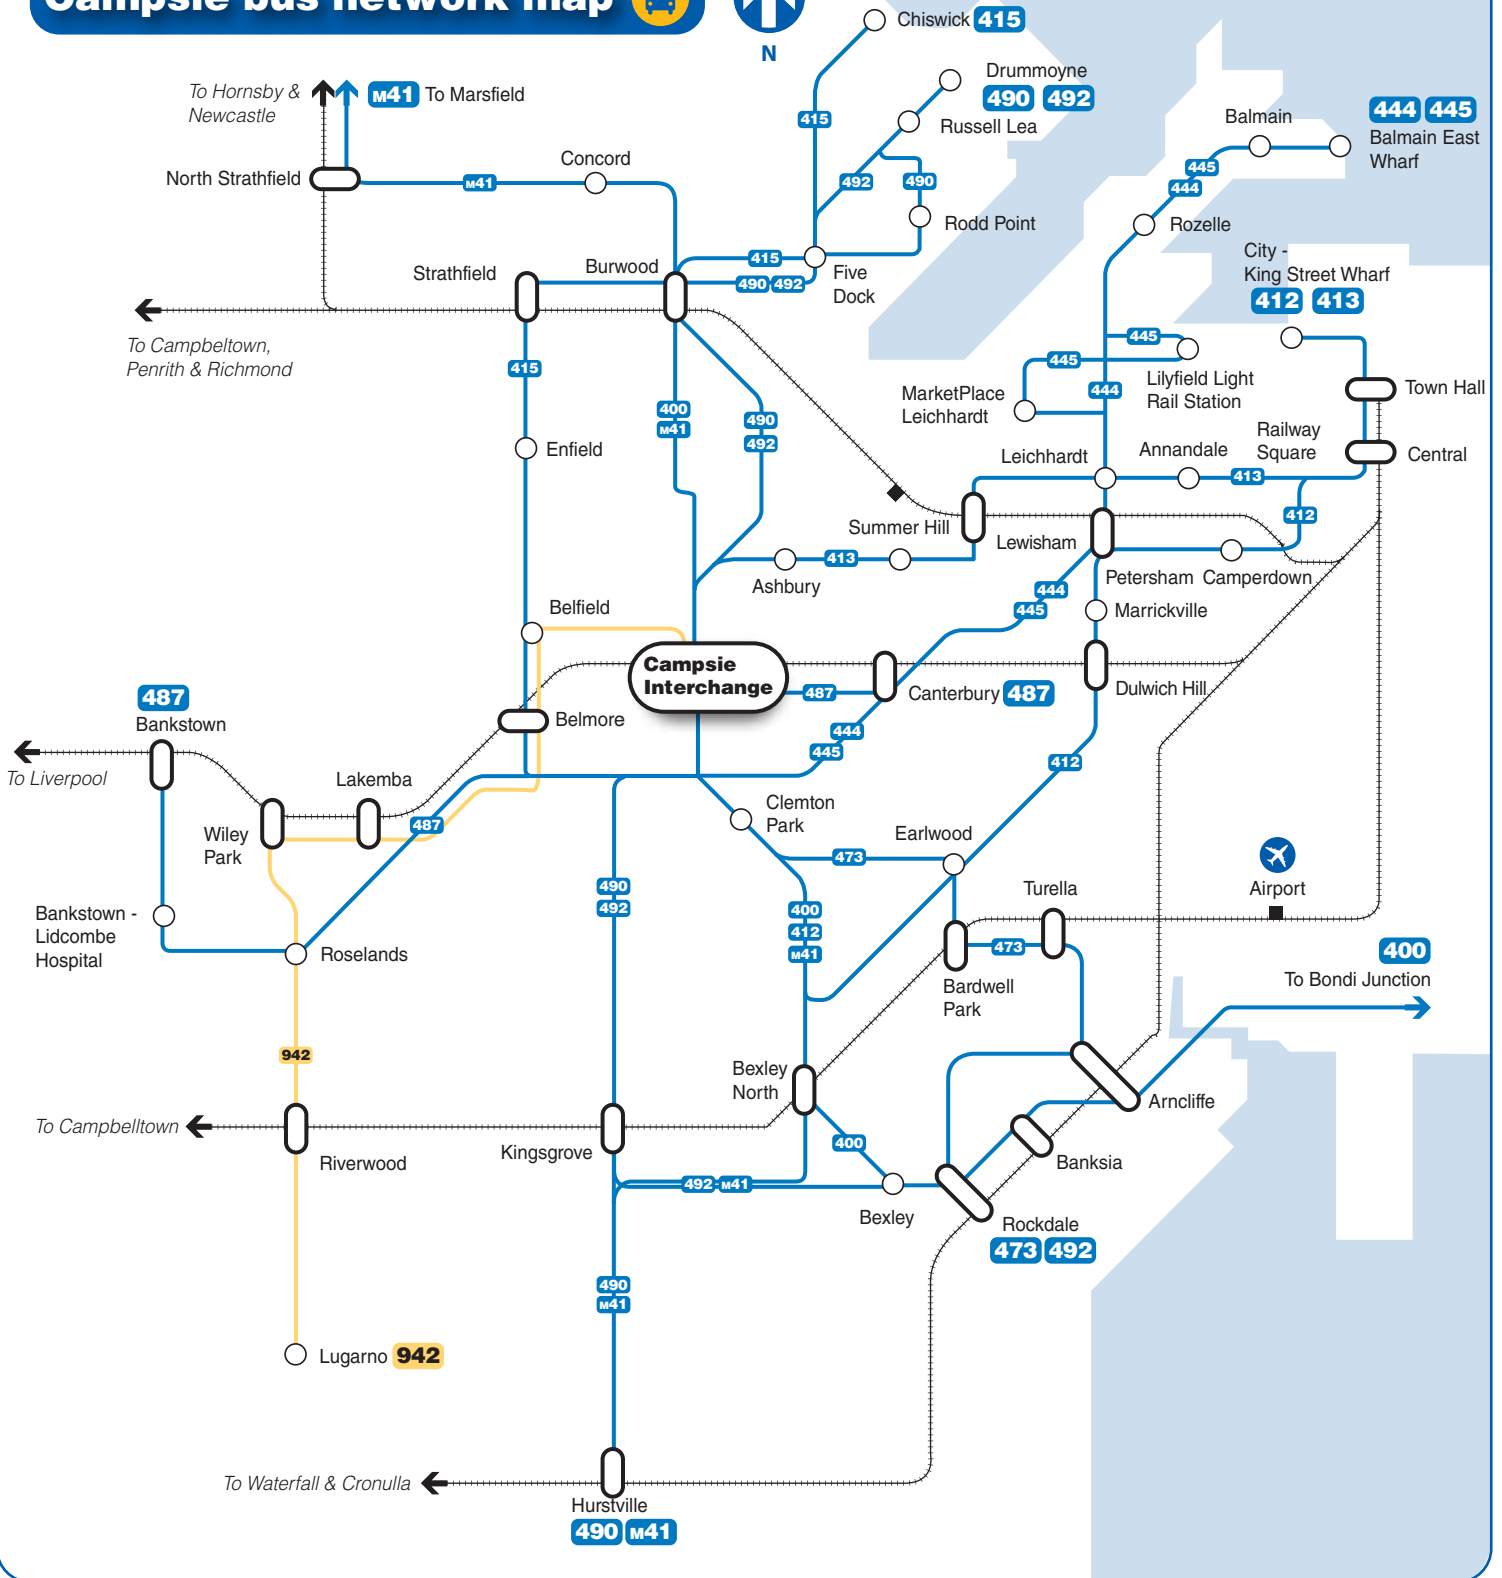 Campsie bus network map
N
Chiswick 415
Drummoyne
490 492
Russell Lea
To Hornsby &
Newcastle
M41 To Marsfield
415
Concord
North Strathfield
M41
492
490
Rodd Point
Balmain
444 445
Balmain East
Wharf
445
444
Rozelle
City -
King Street Wharf
412 413
Strathfield
Burwood
415
490 492
Five
Dock
To Campbeltown,
Penrith & Richmond
415
445
445
Lilyfield Light
Rail Station
MarketPlace
Leichhardt
444
Town Hall
400
M41
490
492
Enfield
Leichhardt
Annandale
Railway
Square
Central
413
Summer Hill
Lewisham
412
Ashbury
413
Petersham
Camperdown
444
445
Marrickville
Belfield
Campsie
Interchange
487
Canterbury 487
Dulwich Hill
487
Bankstown
Belmore
444
445
412
To Liverpool
Lakemba
Wiley
Park
487
Clemton
Park
Earlwood
473
Airport
490
492
400
412
M41
Turella
473
Bardwell
Park
Bankstown -
Lidcombe
Hospital
Roselands
400
To Bondi Junction
942
Bexley
North
Arncliffe
To Campbelltown
Riverwood
Kingsgrove
400
Banksia
492 M41
Bexley
Rockdale
473 492
490
M41
Lugarno 942
To Waterfall & Cronulla
Hurstville
490 M41